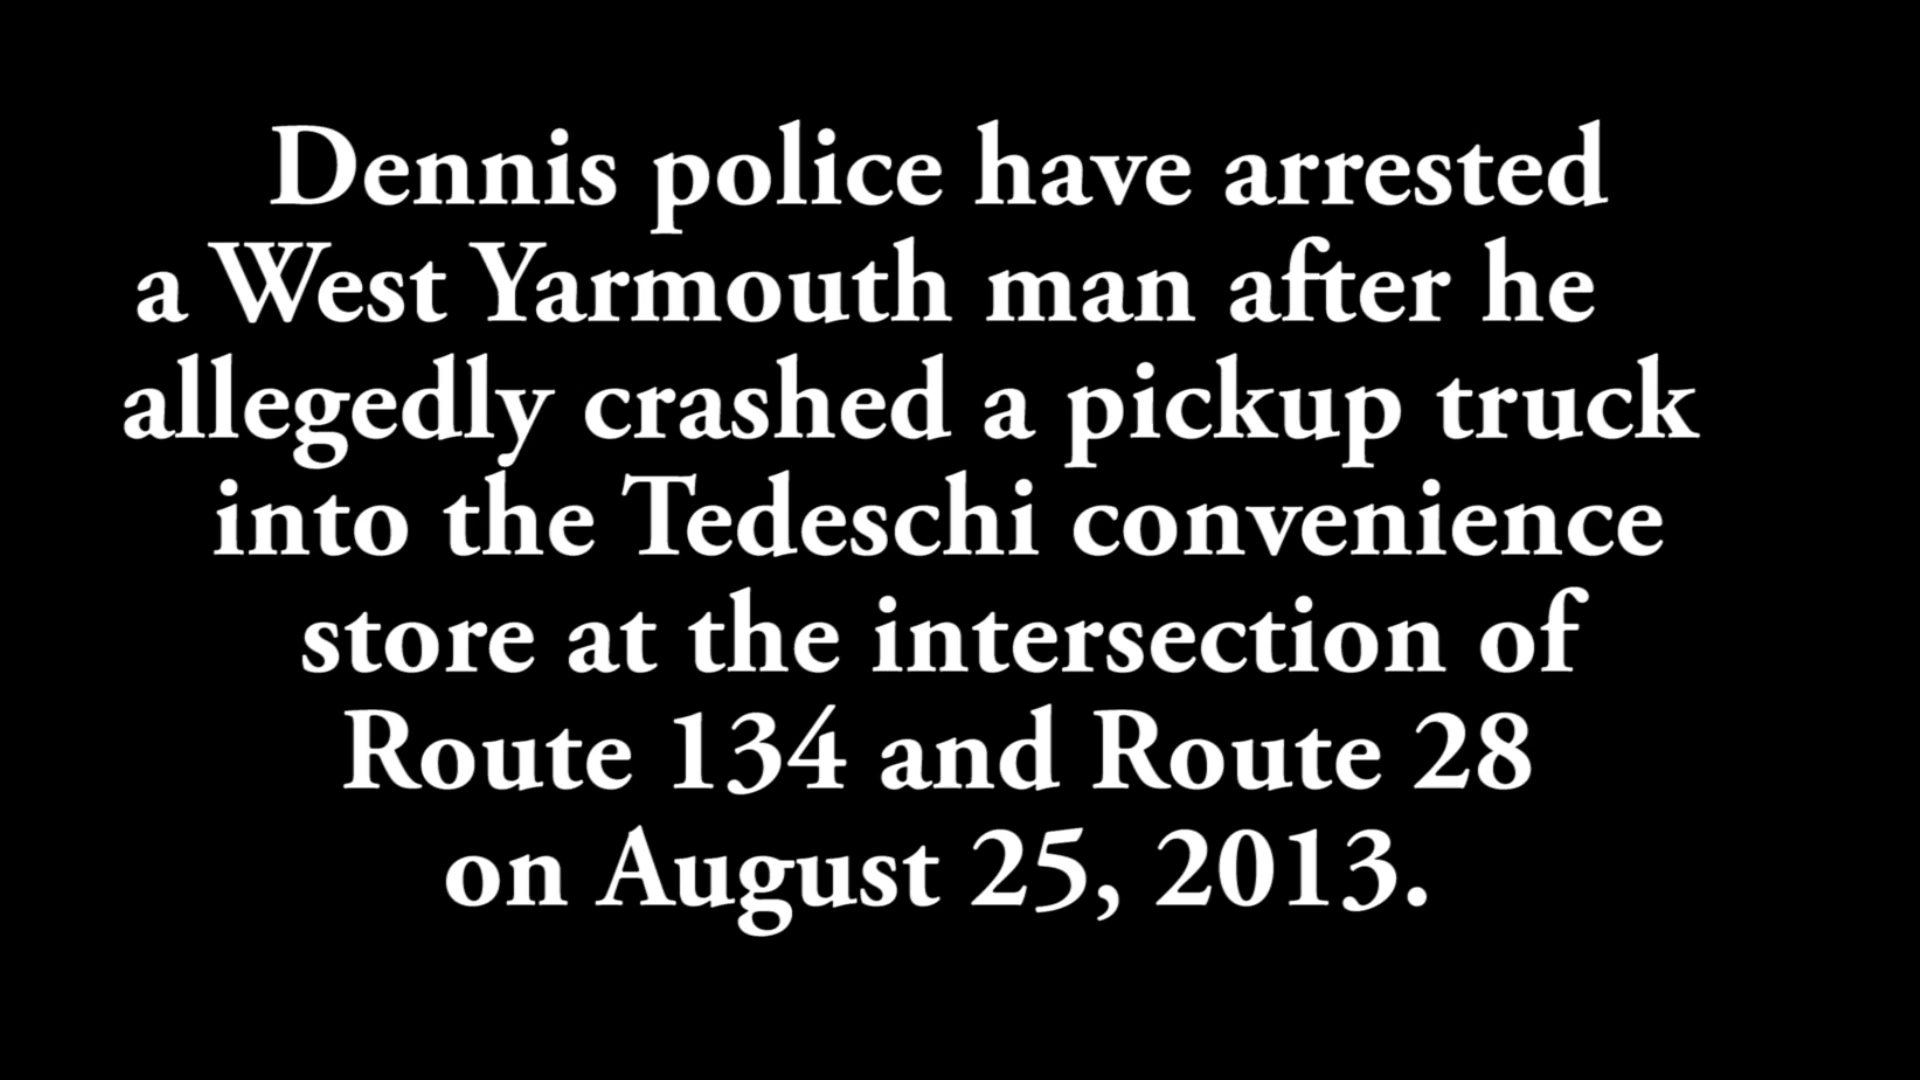 Dennis police have arrested
a West Yarmouth man after he
allegedly crashed a pickup truck
into the Tedeschi convenience
store at the intersection of
Route 134 and Route 28
on August 25, 2013.